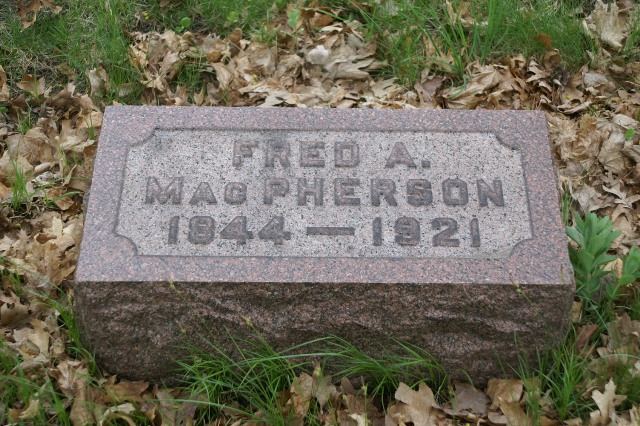 FRED A.
MacPHERSON
1844 — 1921